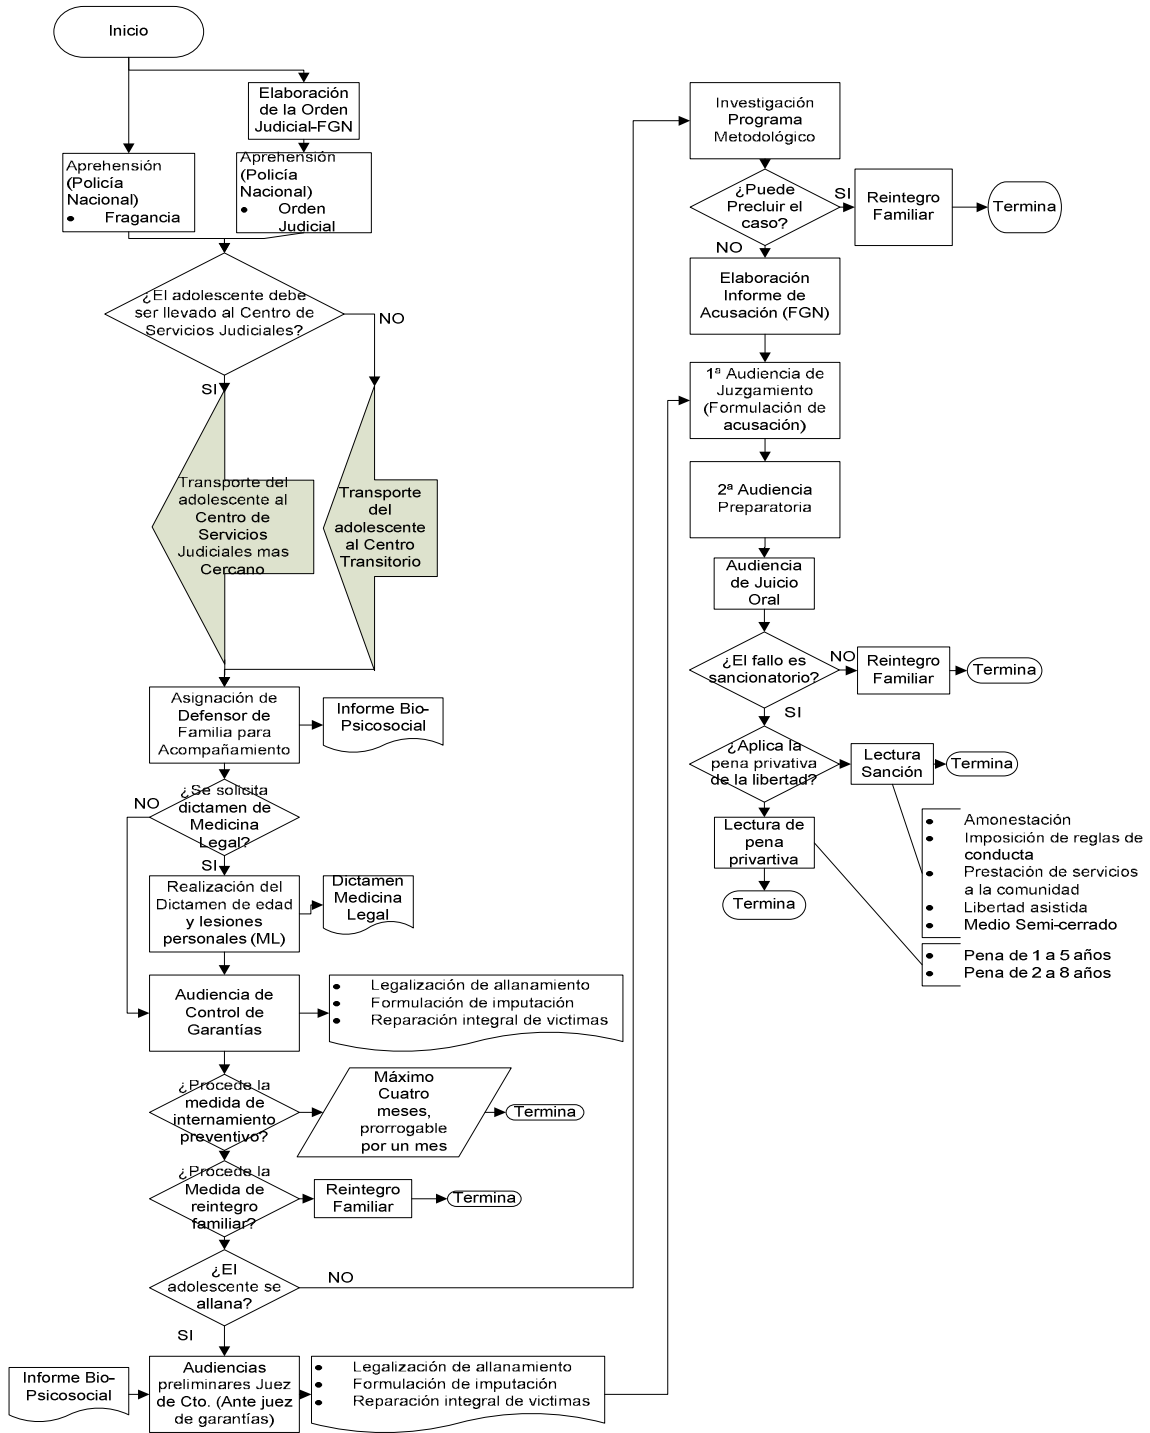 Inicio
Elaboración
de la Orden
Judicial-FGN
Aprehensión
(Policía
Nacional)
• Fragancia
Aprehensión
(Policía
Nacional)
• Orden
Judicial
¿El adolescente debe
ser llevado al Centro de
Servicios Judiciales?
NO
SI
Transporte del
adolescente al
Centro de
Servicios
Judiciales mas
Cercano
Transporte
del
adolescente
al Centro
Transitorio
Asignación de
Defensor de
Familia para
Acompañamiento
Informe Bio-
Psicosocial
¿Se solicita
dictamen de
Medicina
Legal?
NO
SI
Realización del
Dictamen de edad
y lesiones
personales (ML)
Dictamen
Medicina
Legal
Audiencia de
Control de
Garantías
• Legalización de allanamiento
• Formulación de imputación
• Reparación integral de victimas
¿Procede la
medida de
internamiento
preventivo?
Máximo
Cuatro
meses,
prorrogable
por un mes
Termina
¿Procede la
Medida de
reintegro
familiar?
Reintegro
Familiar
Termina
¿El
adolescente se
allana?
NO
SI
Informe Bio-
Psicosocial
Audiencias
preliminares Juez
de Cto. (Ante juez
de garantías)
• Legalización de allanamiento
• Formulación de imputación
• Reparación integral de victimas
Investigación
Programa
Metodológico
¿Puede
Precluir el
caso?
SI
Reintegro
Familiar
Termina
NO
Elaboración
Informe de
Acusación (FGN)
1ª Audiencia de
Juzgamiento
(Formulación de
acusación)
2ª Audiencia
Preparatoria
Audiencia
de Juicio
Oral
¿El fallo es
sancionatorio?
NO
Reintegro
Familiar
Termina
SI
¿Aplica la
pena privativa
de la libertad?
Lectura
Sanción
Termina
Lectura de
pena
privartiva
Termina
• Amonestación
• Imposición de reglas de
conducta
• Prestación de servicios
a la comunidad
• Libertad asistida
• Medio Semi-cerrado
• Pena de 1 a 5 años
• Pena de 2 a 8 años